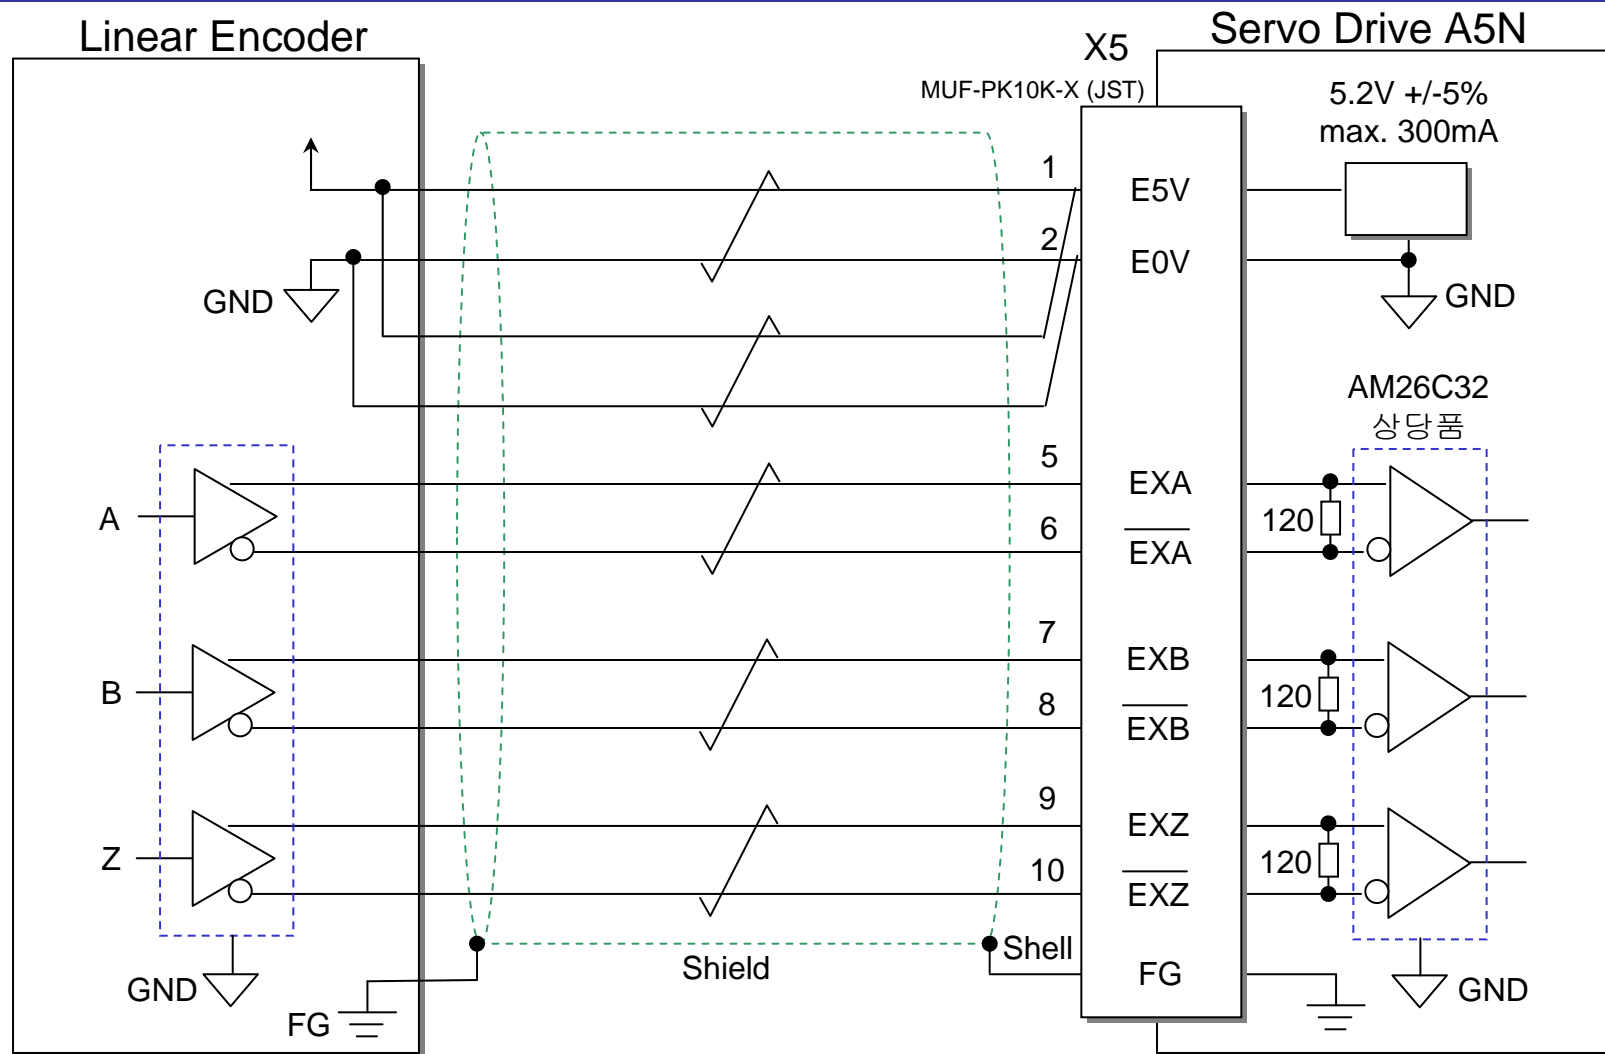 Linear Encoder
Servo Drive A5N
X5
MUF-PK10K-X (JST)
5.2V +/-5%
max. 300mA
1
E5V
2
E0V
GND
GND
AM26C32
상당품
5
EXA
A
120
6
EXA
7
EXB
B
120
8
EXB
9
EXZ
Z
120
10
EXZ
Shell
Shield
FG
GND
GND
FG